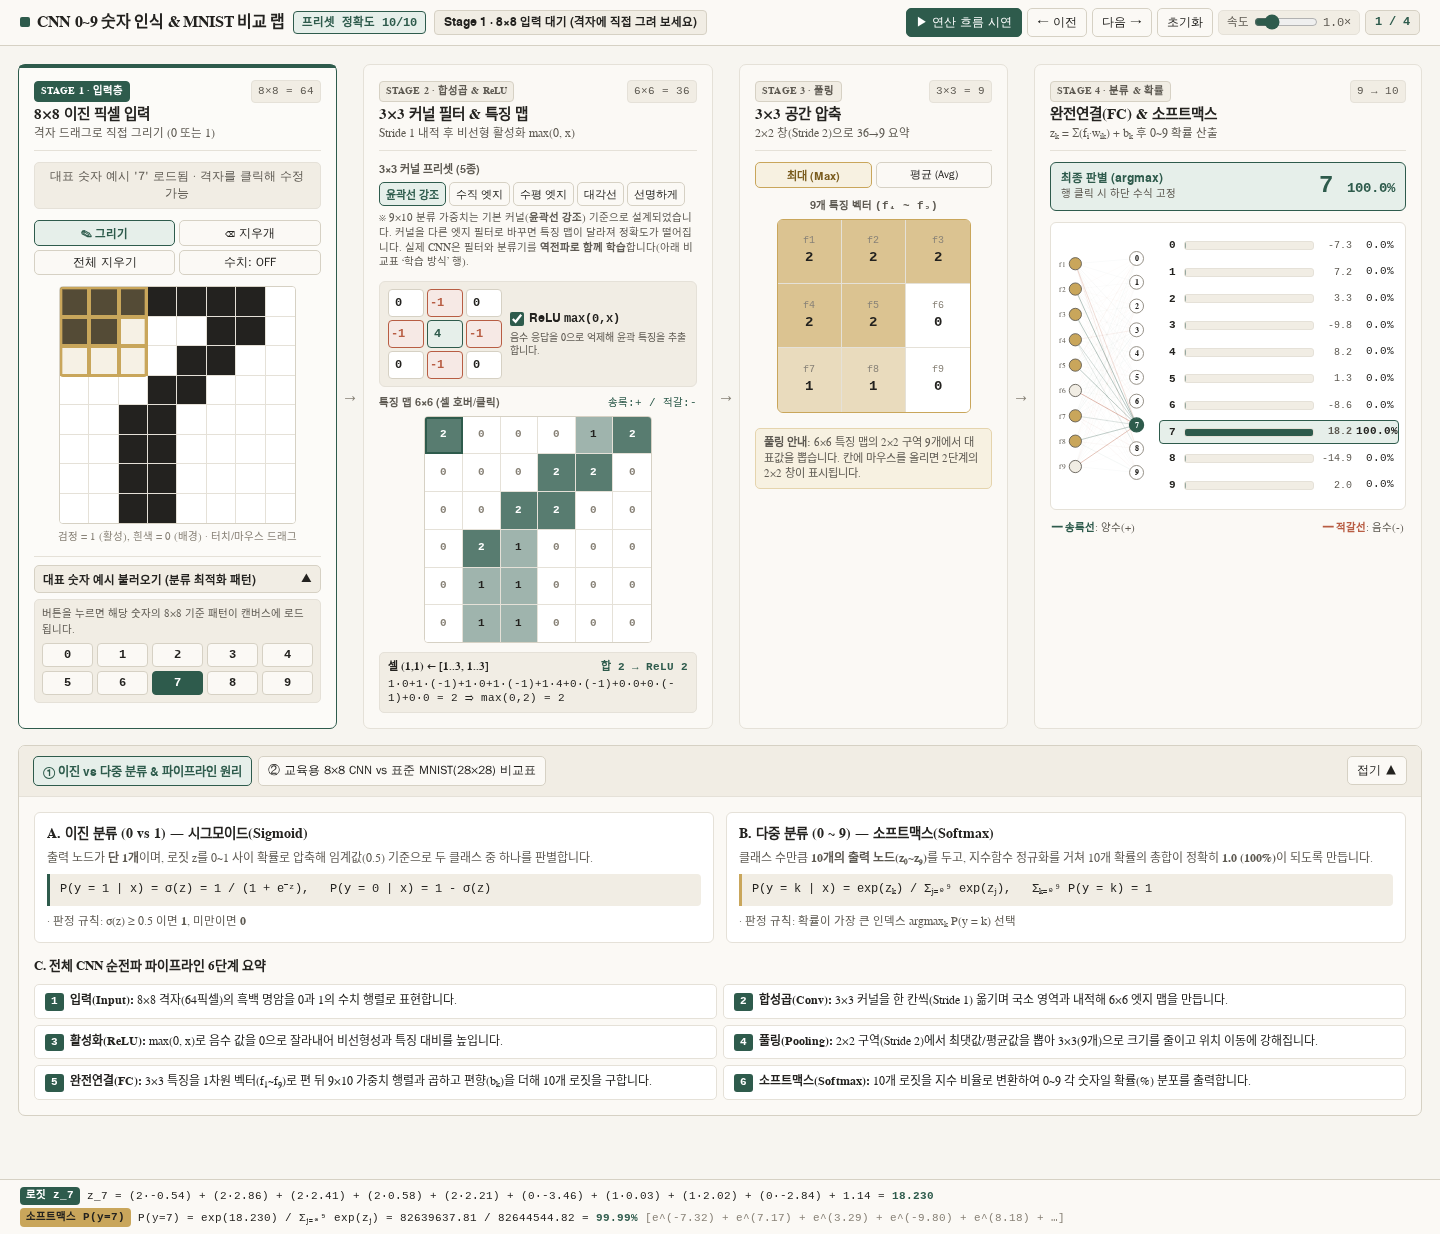 CNN 0~9 숫자 인식 & MNIST 비교 랩
프리셋 정확도 10/10
Stage 1 · 8×8 입력 대기 (격자에 직접 그려 보세요)
▶ 연산 흐름 시연
← 이전
다음 →
초기화
속도 1.0×
1 / 4
STAGE 1 · 입력층
8×8 = 64
8×8 이진 픽셀 입력
격자 드래그로 직접 그리기 (0 또는 1)
대표 숫자 예시 '7' 로드됨 · 격자를 클릭해 수정
가능
✎ 그리기
⌫ 지우개
전체 지우기
수치: OFF
검정 = 1 (활성), 흰색 = 0 (배경) · 터치/마우스 드래그
대표 숫자 예시 불러오기 (분류 최적화 패턴) ▲
버튼을 누르면 해당 숫자의 8×8 기준 패턴이 캔버스에 로드
됩니다.
0 1 2 3 4
5 6 7 8 9
→
STAGE 2 · 합성곱 & ReLU
6×6 = 36
3×3 커널 필터 & 특징 맵
Stride 1 내적 후 비선형 활성화 max(0, x)
3×3 커널 프리셋 (5종)
윤곽선 강조
수직 엣지
수평 엣지
대각선
선명하게
※ 9×10 분류 가중치는 기본 커널(윤곽선 강조) 기준으로 설계되었습니
다. 커널을 다른 엣지 필터로 바꾸면 특징 맵이 달라져 정확도가 떨어집
니다. 실제 CNN은 필터와 분류기를 역전파로 함께 학습합니다(아래 비
교표 '학습 방식' 행).
0 -1 0
-1 4 -1
0 -1 0
ReLU max(0,x)
음수 응답을 0으로 억제해 윤곽 특징을 추출
합니다.
특징 맵 6×6 (셀 호버/클릭)
송록:+ / 적갈:-
2 0 0 0 1 2
0 0 0 2 2 0
0 0 2 2 0 0
0 2 1 0 0 0
0 1 1 0 0 0
0 1 1 0 0 0
셀 (1,1) ← [1..3, 1..3]
합 2 → ReLU 2
1·0+1·(-1)+1·0+1·(-1)+1·4+0·(-1)+0·0+0·(-
1)+0·0 = 2 ⇒ max(0,2) = 2
→
STAGE 3 · 풀링
3×3 = 9
3×3 공간 압축
2×2 창(Stride 2)으로 36→9 요약
최대 (Max)
평균 (Avg)
9개 특징 벡터 (f₁ ~ f₉)
f1 f2 f3
2 2 2
f4 f5 f6
2 2 0
f7 f8 f9
1 1 0
풀링 안내: 6×6 특징 맵의 2×2 구역 9개에서 대
표값을 뽑습니다. 칸에 마우스를 올리면 2단계의
2×2 창이 표시됩니다.
→
STAGE 4 · 분류 & 확률
9 → 10
완전연결(FC) & 소프트맥스
zₖ = Σ(fᵢ·wᵢₖ) + bₖ 후 0~9 확률 산출
최종 판별 (argmax)
행 클릭 시 하단 수식 고정
7 100.0%
f1
f2
f3
f4
f5
f6
f7
f8
f9
0
1
2
3
4
5
6
7
8
9
0 -7.3 0.0%
1 7.2 0.0%
2 3.3 0.0%
3 -9.8 0.0%
4 8.2 0.0%
5 1.3 0.0%
6 -8.6 0.0%
7 18.2 100.0%
8 -14.9 0.0%
9 2.0 0.0%
━ 송록선: 양수(+)
━ 적갈선: 음수(-)
① 이진 vs 다중 분류 & 파이프라인 원리
② 교육용 8×8 CNN vs 표준 MNIST(28×28) 비교표
접기 ▲
A. 이진 분류 (0 vs 1) — 시그모이드(Sigmoid)
출력 노드가 단 1개이며, 로짓 z를 0~1 사이 확률로 압축해 임계값(0.5) 기준으로 두 클래스 중 하나를 판별합니다.
P(y = 1 | x) = σ(z) = 1 / (1 + e⁻ᶻ), P(y = 0 | x) = 1 - σ(z)
· 판정 규칙: σ(z) ≥ 0.5 이면 1, 미만이면 0
B. 다중 분류 (0 ~ 9) — 소프트맥스(Softmax)
클래스 수만큼 10개의 출력 노드(z₀~z₉)를 두고, 지수함수 정규화를 거쳐 10개 확률의 총합이 정확히 1.0 (100%)이 되도록 만듭니다.
P(y = k | x) = exp(zₖ) / Σⱼ₌₀⁹ exp(zⱼ), Σₖ₌₀⁹ P(y = k) = 1
· 판정 규칙: 확률이 가장 큰 인덱스 argmaxₖ P(y = k) 선택
C. 전체 CNN 순전파 파이프라인 6단계 요약
1 입력(Input): 8×8 격자(64픽셀)의 흑백 명암을 0과 1의 수치 행렬로 표현합니다.
2 합성곱(Conv): 3×3 커널을 한 칸씩(Stride 1) 옮기며 국소 영역과 내적해 6×6 엣지 맵을 만듭니다.
3 활성화(ReLU): max(0, x)로 음수 값을 0으로 잘라내어 비선형성과 특징 대비를 높입니다.
4 풀링(Pooling): 2×2 구역(Stride 2)에서 최댓값/평균값을 뽑아 3×3(9개)으로 크기를 줄이고 위치 이동에 강해집니다.
5 완전연결(FC): 3×3 특징을 1차원 벡터(f₁~f₉)로 편 뒤 9×10 가중치 행렬과 곱하고 편향(bₖ)을 더해 10개 로짓을 구합니다.
6 소프트맥스(Softmax): 10개 로짓을 지수 비율로 변환하여 0~9 각 숫자일 확률(%) 분포를 출력합니다.
로짓 z_7 z_7 = (2·-0.54) + (2·2.86) + (2·2.41) + (2·0.58) + (2·2.21) + (0·-3.46) + (1·0.03) + (1·2.02) + (0·-2.84) + 1.14 = 18.230
소프트맥스 P(y=7) P(y=7) = exp(18.230) / Σⱼ₌₀⁹ exp(zⱼ) = 82639637.81 / 82644544.82 = 99.99% [e^(-7.32) + e^(7.17) + e^(3.29) + e^(-9.80) + e^(8.18) + …]